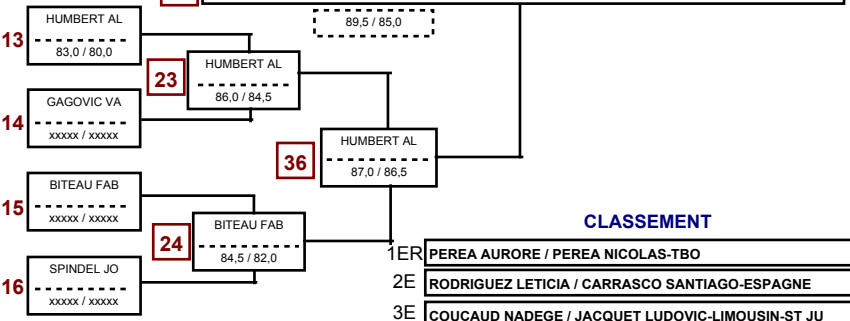 89,5 / 85,0
HUMBERT AL
13
83,0 / 80,0
HUMBERT AL
23
86,0 / 84,5
GAGOVIC VA
14
xxxxx / xxxxx
HUMBERT AL
36
87,0 / 86,5
BITEAU FAB
15
xxxxx / xxxxx
BITEAU FAB
24
84,5 / 82,0
SPINDEL JO
16
xxxxx / xxxxx
CLASSEMENT
1ER PEREA AURORE / PEREA NICOLAS-TBO
2E RODRIGUEZ LETICIA / CARRASCO SANTIAGO-ESPAGNE
3E COUCAUD NADEGE / JACQUET LUDOVIC-LIMOUSIN-ST JU